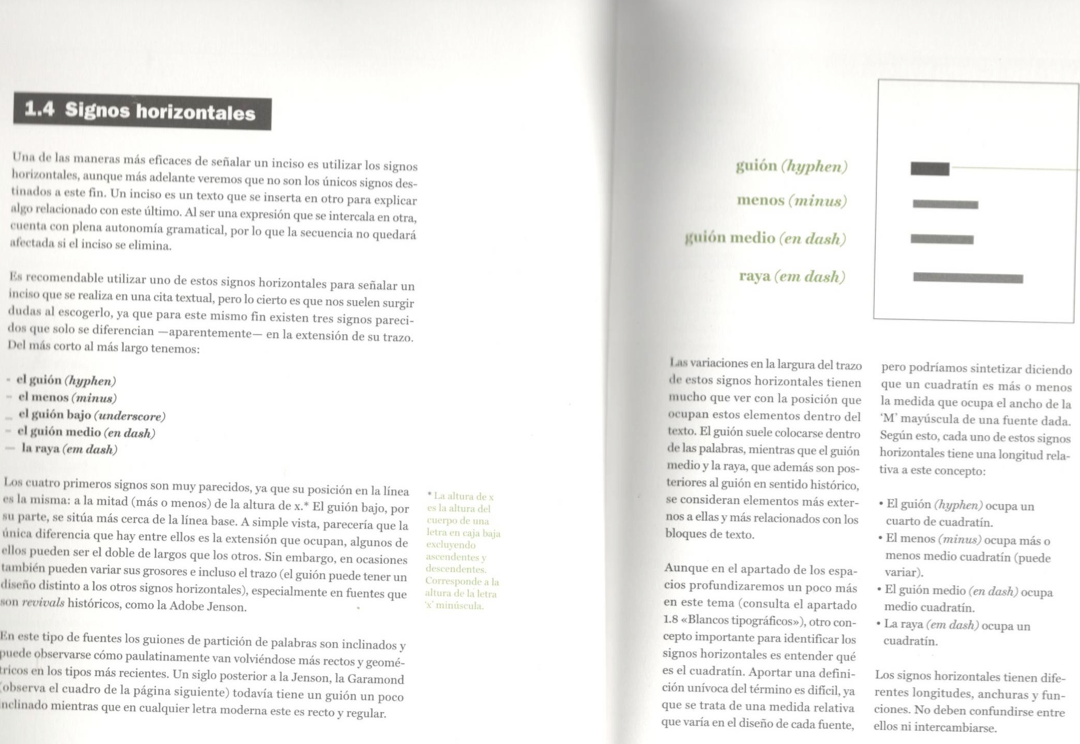 1.4 Signos horizontales
Una de las maneras más eficaces de señalar un inciso es utilizar los signos
horizontales, aunque más adelante veremos que no son los únicos signos des-
tinados a este fin. Un inciso es un texto que se inserta en otro para explicar
algo relacionado con este último. Al ser una expresión que se intercala en otra,
cuenta con plena autonomía gramatical, por lo que la secuencia no quedará
afectada si el inciso se elimina.
Es recomendable utilizar uno de estos signos horizontales para señalar un
inciso que se realiza en una cita textual, pero lo cierto es que nos suelen surgir
dudas al escogerlo, ya que para este mismo fin existen tres signos pareci-
dos que solo se diferencian —aparentemente— en la extensión de su trazo.
Del más corto al más largo tenemos:
- el guión (hyphen)
− el menos (minus)
_ el guión bajo (underscore)
– el guión medio (en dash)
— la raya (em dash)
Los cuatro primeros signos son muy parecidos, ya que su posición en la línea
es la misma: a la mitad (más o menos) de la altura de x.* El guión bajo, por
su parte, se sitúa más cerca de la línea base. A simple vista, parecería que la
única diferencia que hay entre ellos es la extensión que ocupan, algunos de
ellos pueden ser el doble de largos que los otros. Sin embargo, en ocasiones
también pueden variar sus grosores e incluso el trazo (el guión puede tener un
diseño distinto a los otros signos horizontales), especialmente en fuentes que
son revivals históricos, como la Adobe Jenson.
En este tipo de fuentes los guiones de partición de palabras son inclinados y
puede observarse cómo paulatinamente van volviéndose más rectos y geomé-
tricos en los tipos más recientes. Un siglo posterior a la Jenson, la Garamond
(observa el cuadro de la página siguiente) todavía tiene un guión un poco
inclinado mientras que en cualquier letra moderna este es recto y regular.
* La altura de x
es la altura del
cuerpo de una
letra en caja baja
excluyendo
ascendentes y
descendentes.
Corresponde a la
altura de la letra
'x' minúscula.
guión (hyphen)
menos (minus)
guión medio (en dash)
raya (em dash)
Las variaciones en la largura del trazo
de estos signos horizontales tienen
mucho que ver con la posición que
ocupan estos elementos dentro del
texto. El guión suele colocarse dentro
de las palabras, mientras que el guión
medio y la raya, que además son pos-
teriores al guión en sentido histórico,
se consideran elementos más exter-
nos a ellas y más relacionados con los
bloques de texto.
Aunque en el apartado de los espa-
cios profundizaremos un poco más
en este tema (consulta el apartado
1.8 «Blancos tipográficos»), otro con-
cepto importante para identificar los
signos horizontales es entender qué
es el cuadratín. Aportar una defini-
ción unívoca del término es difícil, ya
que se trata de una medida relativa
que varía en el diseño de cada fuente,
pero podríamos sintetizar diciendo
que un cuadratín es más o menos
la medida que ocupa el ancho de la
'M' mayúscula de una fuente dada.
Según esto, cada uno de estos signos
horizontales tiene una longitud rela-
tiva a este concepto:
• El guión (hyphen) ocupa un
cuarto de cuadratín.
• El menos (minus) ocupa más o
menos medio cuadratín (puede
variar).
• El guión medio (en dash) ocupa
medio cuadratín.
• La raya (em dash) ocupa un
cuadratín.
Los signos horizontales tienen dife-
rentes longitudes, anchuras y fun-
ciones. No deben confundirse entre
ellos ni intercambiarse.